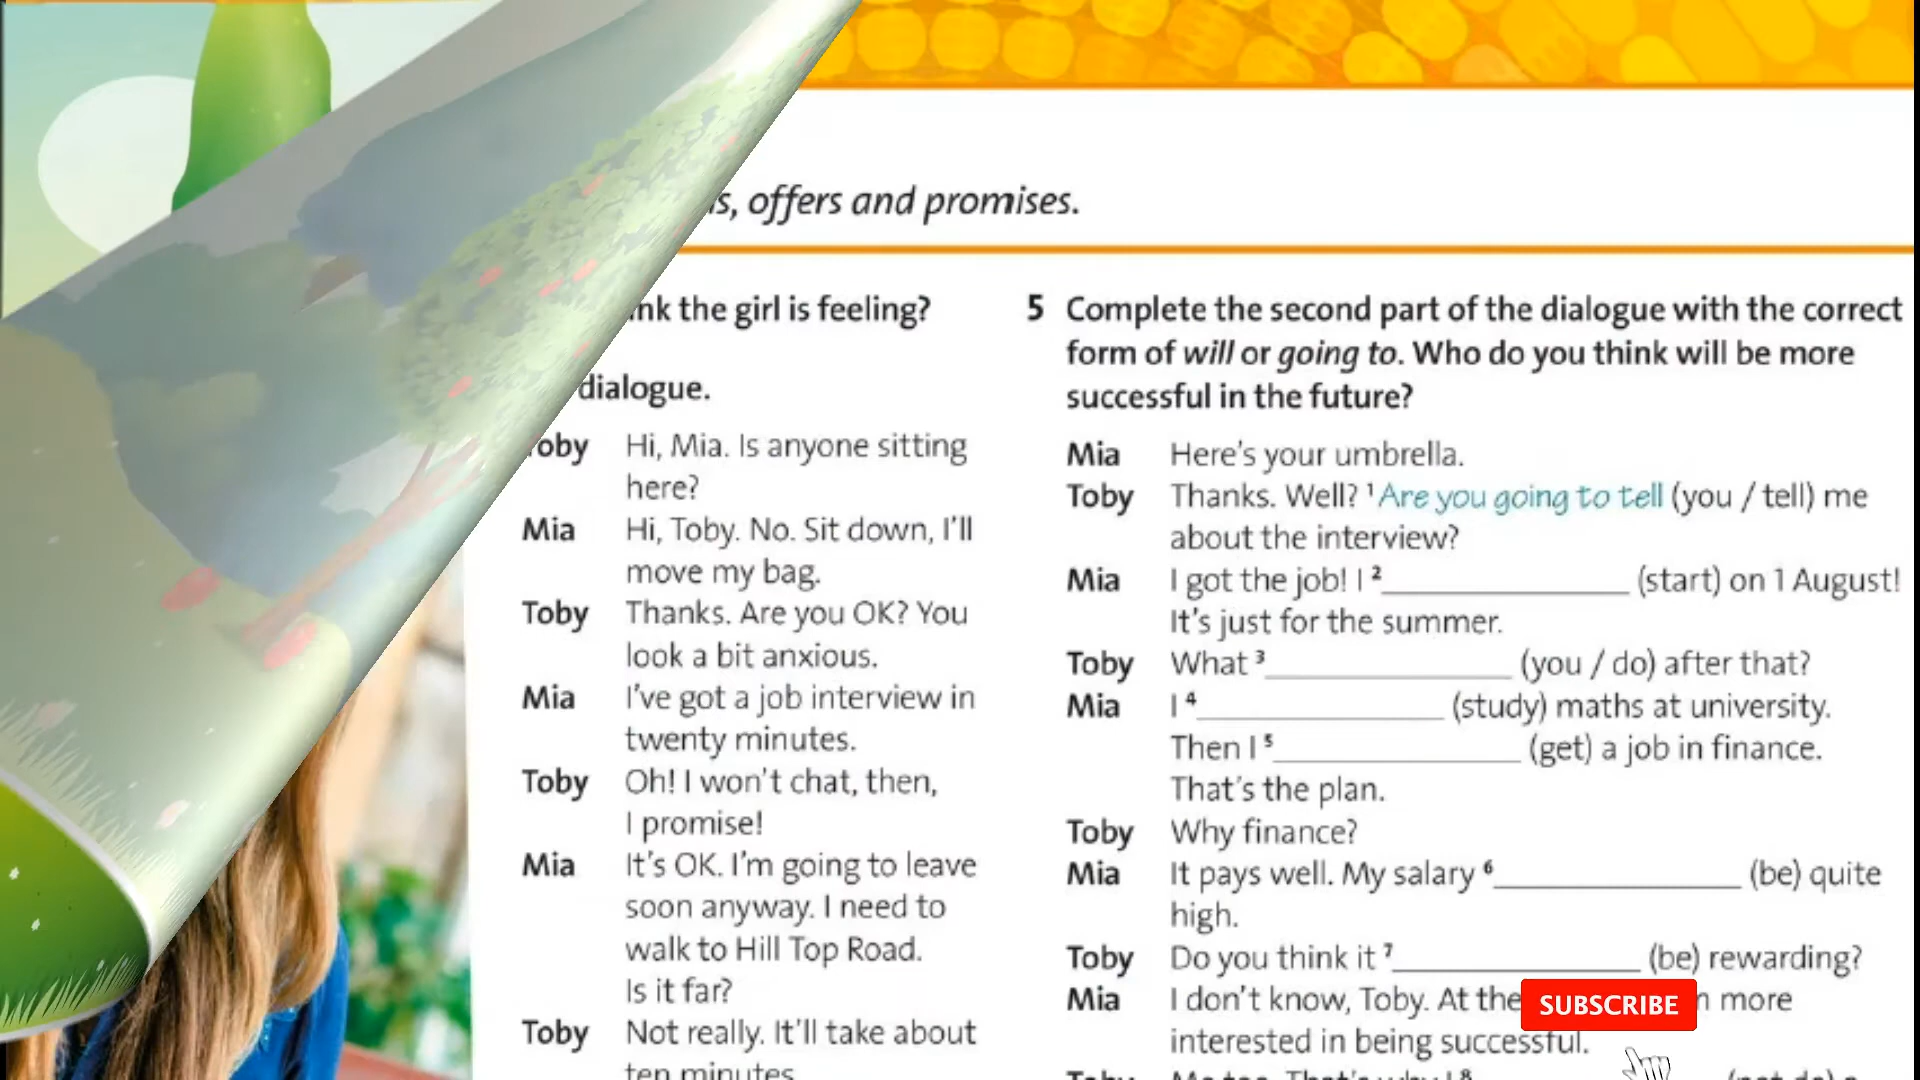 offers and promises.
the girl is feeling?
dialogue.
Hi, Mia. Is anyone sitting
here?
Mia Hi, Toby. No. Sit down, I'll
move my bag.
Toby Thanks. Are you OK? You
look a bit anxious.
Mia I've got a job interview in
twenty minutes.
Toby Oh! I won't chat, then,
I promise!
Mia It's OK. I'm going to leave
soon anyway. I need to
walk to Hill Top Road.
Is it far?
Toby Not really. It'll take about
ten minutes
5 Complete the second part of the dialogue with the correct
form of will or going to. Who do you think will be more
successful in the future?
Mia Here's your umbrella.
Toby Thanks. Well? 1 Are you going to tell (you / tell) me
about the interview?
Mia I got the job! I 2 ______________ (start) on 1 August!
It's just for the summer.
Toby What 3 ______________ (you / do) after that?
Mia I 4 ______________ (study) maths at university.
Then I 5 ______________ (get) a job in finance.
That's the plan.
Toby Why finance?
Mia It pays well. My salary 6 ______________ (be) quite
high.
Toby Do you think it 7 ______________ (be) rewarding?
Mia I don't know, Toby. At the more
interested in being successful.
SUBSCRIBE